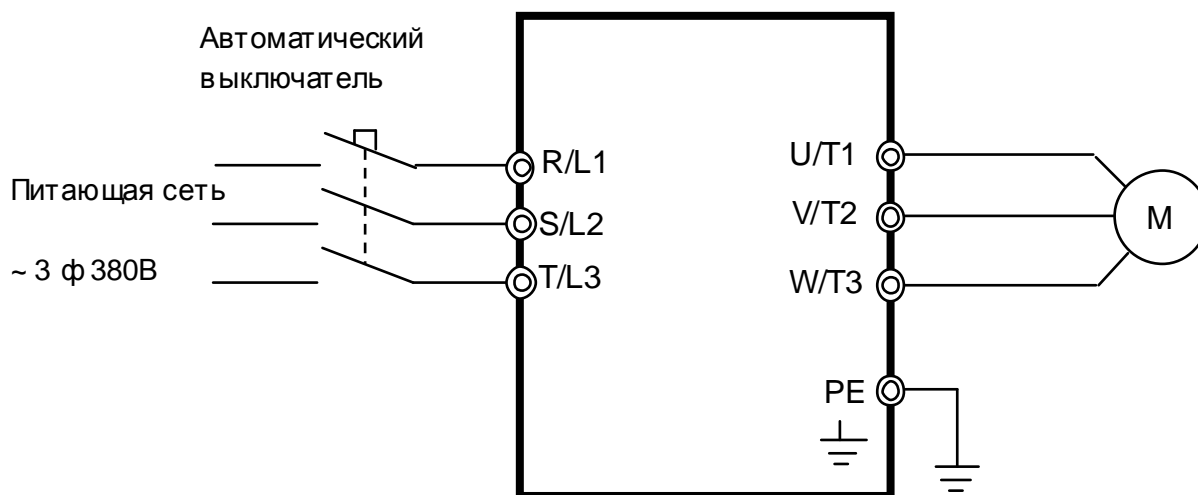 Автоматический
выключатель
Питающая сеть
~ 3 ф 380В
R/L1
S/L2
T/L3
U/T1
V/T2
W/T3
PE
M